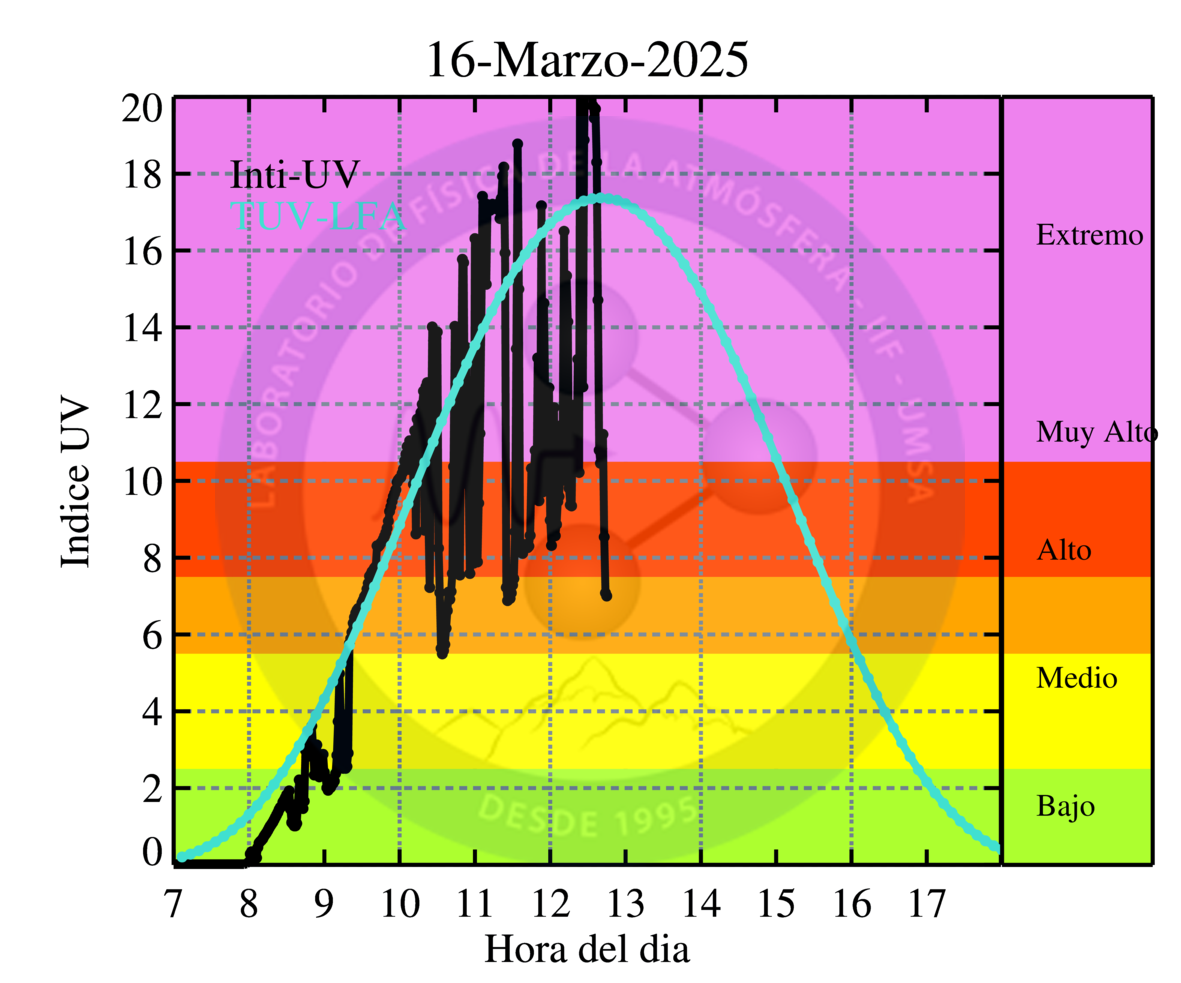 16-Marzo-2025
Inti-UV
TUV-LFA
LABORATORIO DE FÍSICA DE LA ATMÓSFERA - IIF - UMSA
DESDE 1995
Indice UV
20
18
16
14
12
10
8
6
4
2
0
Extremo
Muy Alto
Alto
Medio
Bajo
7 8 9 10 11 12 13 14 15 16 17
Hora del dia